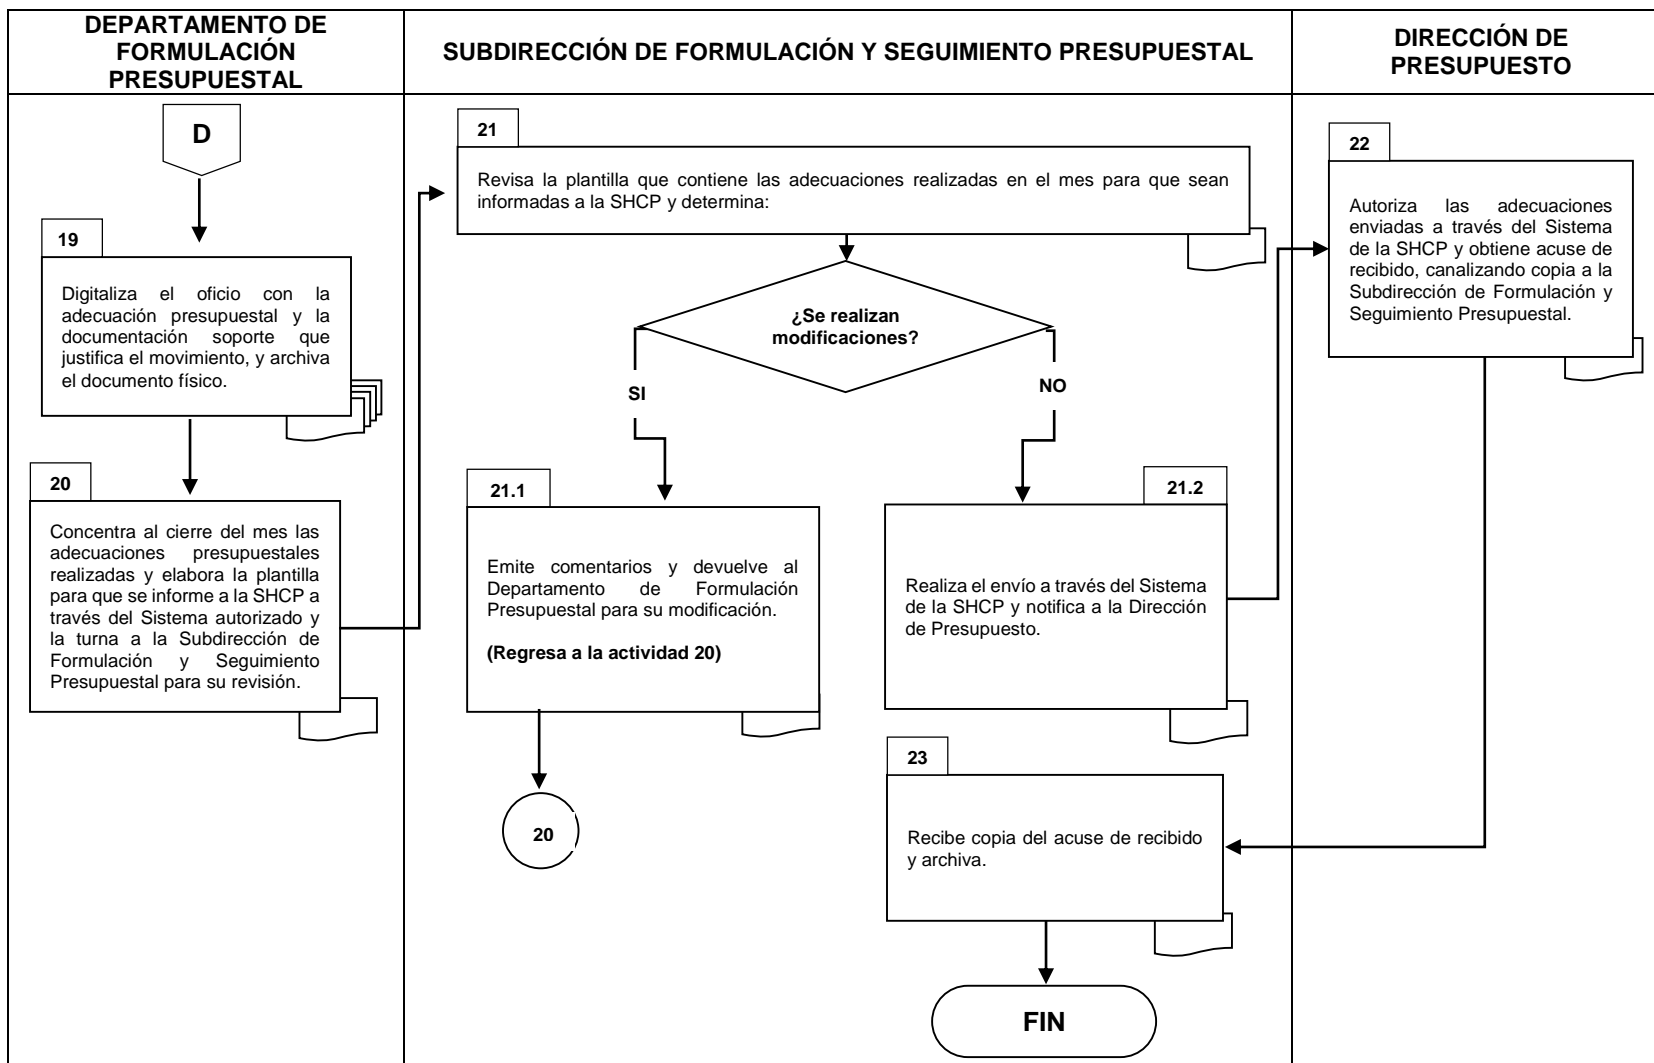 DEPARTAMENTO DE
FORMULACIÓN
PRESUPUESTAL
SUBDIRECCIÓN DE FORMULACIÓN Y SEGUIMIENTO PRESUPUESTAL
DIRECCIÓN DE
PRESUPUESTO
D
19
Digitaliza el oficio con la
adecuación presupuestal y la
documentación soporte que
justifica el movimiento, y archiva
el documento físico.
20
Concentra al cierre del mes las
adecuaciones presupuestales
realizadas y elabora la plantilla
para que se informe a la SHCP a
través del Sistema autorizado y
la turna a la Subdirección de
Formulación y Seguimiento
Presupuestal para su revisión.
21
Revisa la plantilla que contiene las adecuaciones realizadas en el mes para que sean
informadas a la SHCP y determina:
¿Se realizan
modificaciones?
SI
NO
21.1
Emite comentarios y devuelve al
Departamento de Formulación
Presupuestal para su modificación.
(Regresa a la actividad 20)
20
21.2
Realiza el envío a través del Sistema
de la SHCP y notifica a la Dirección
de Presupuesto.
22
Autoriza las adecuaciones
enviadas a través del Sistema
de la SHCP y obtiene acuse de
recibido, canalizando copia a la
Subdirección de Formulación y
Seguimiento Presupuestal.
23
Recibe copia del acuse de recibido
y archiva.
FIN